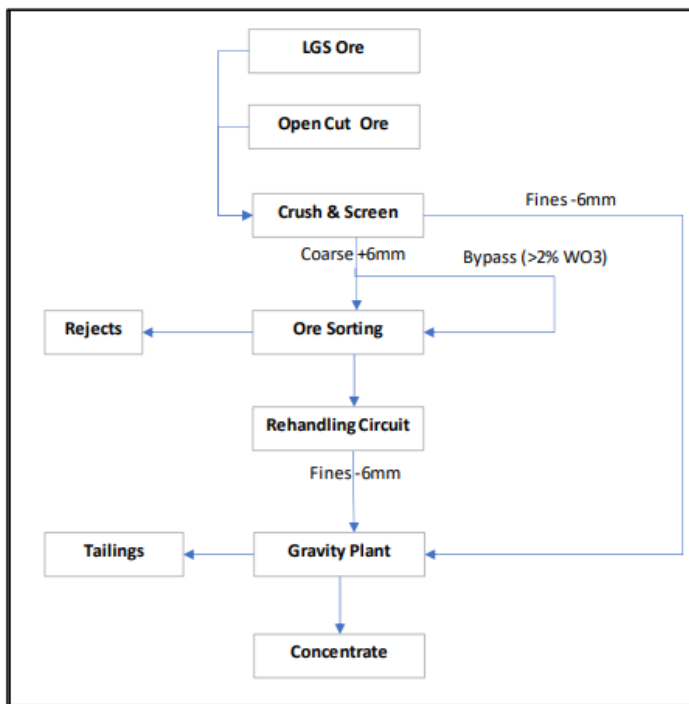 LGS Ore
Open Cut Ore
Crush & Screen
Fines -6mm
Coarse +6mm
Bypass (>2% WO3)
Rejects
Ore Sorting
Rehandling Circuit
Fines -6mm
Tailings
Gravity Plant
Concentrate